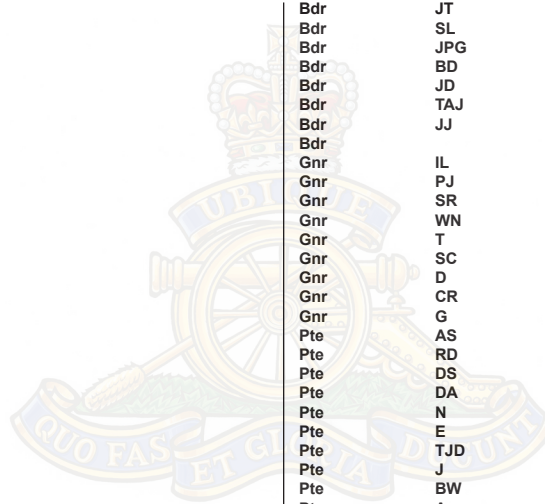 Bdr JT
Bdr SL
Bdr JPG
Bdr BD
Bdr JD
Bdr TAJ
Bdr JJ
Bdr
Gnr IL
Gnr PJ
Gnr SR
Gnr WN
Gnr T
Gnr SC
Gnr D
Gnr CR
Gnr G
Pte AS
Pte RD
Pte DS
Pte DA
Pte N
Pte E
Pte TJD
Pte J
Pte BW
UBIQUE
QUO FAS ET GLORIA DUCUNT